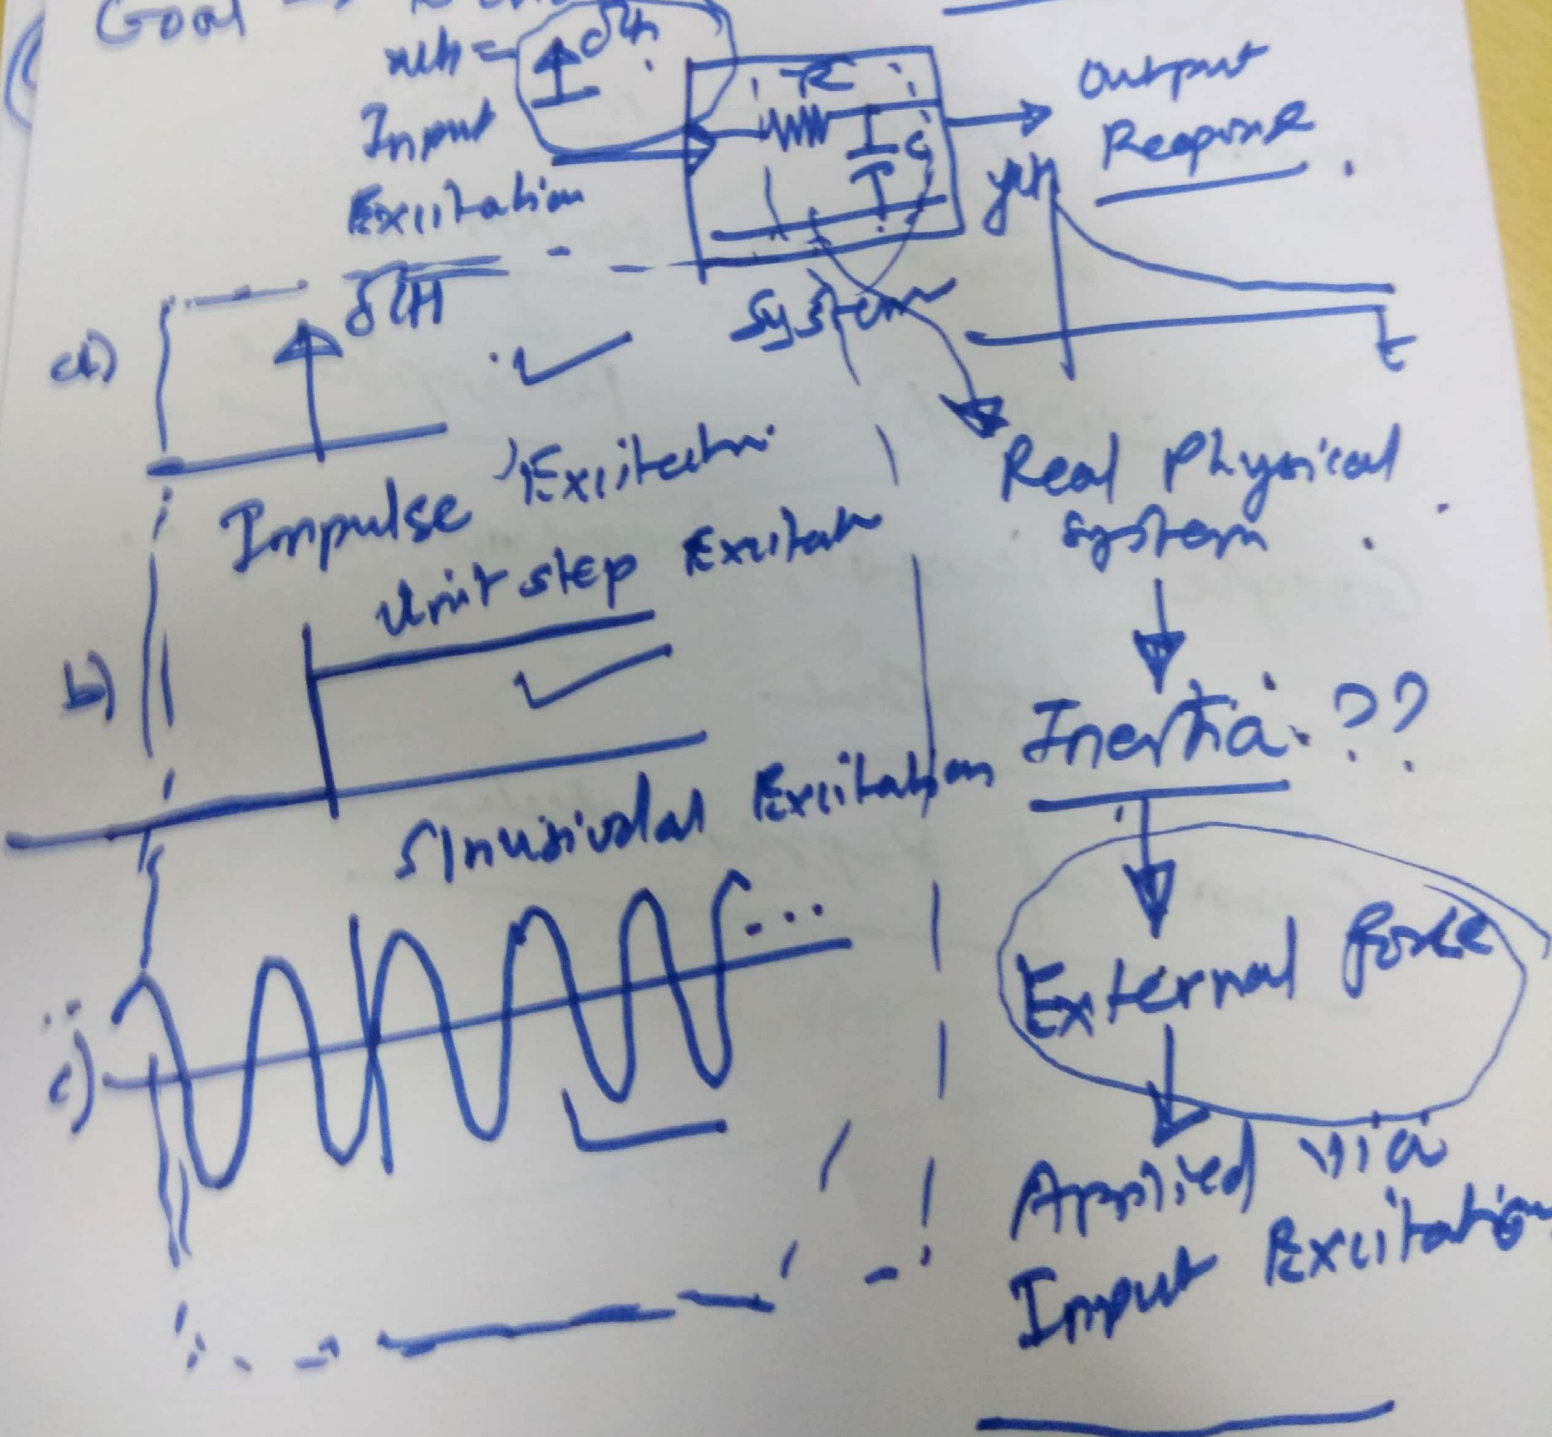 Goal →
x(t) = δ(t)
Input
Excitation
R
C
System
Output
Response
y(t)
t
a)
δ(t)
Impulse Excitation
b)
Unit step Excitation
c)
Sinusoidal Excitation
...
Real Physical
System
Inertia. ??
External force
Applied via
Input Excitation